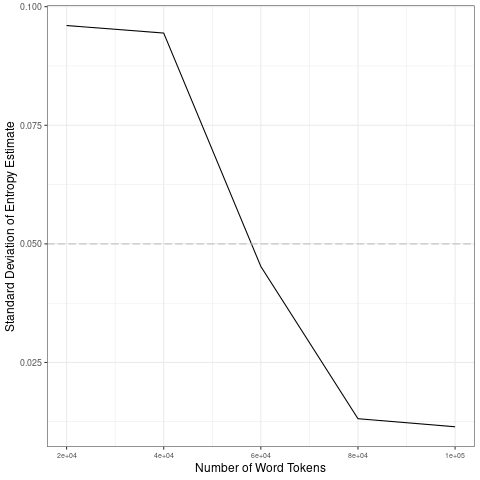 Standard Deviation of Entropy Estimate
0.100
0.075
0.050
0.025
2e+04 4e+04 6e+04 8e+04 1e+05
Number of Word Tokens